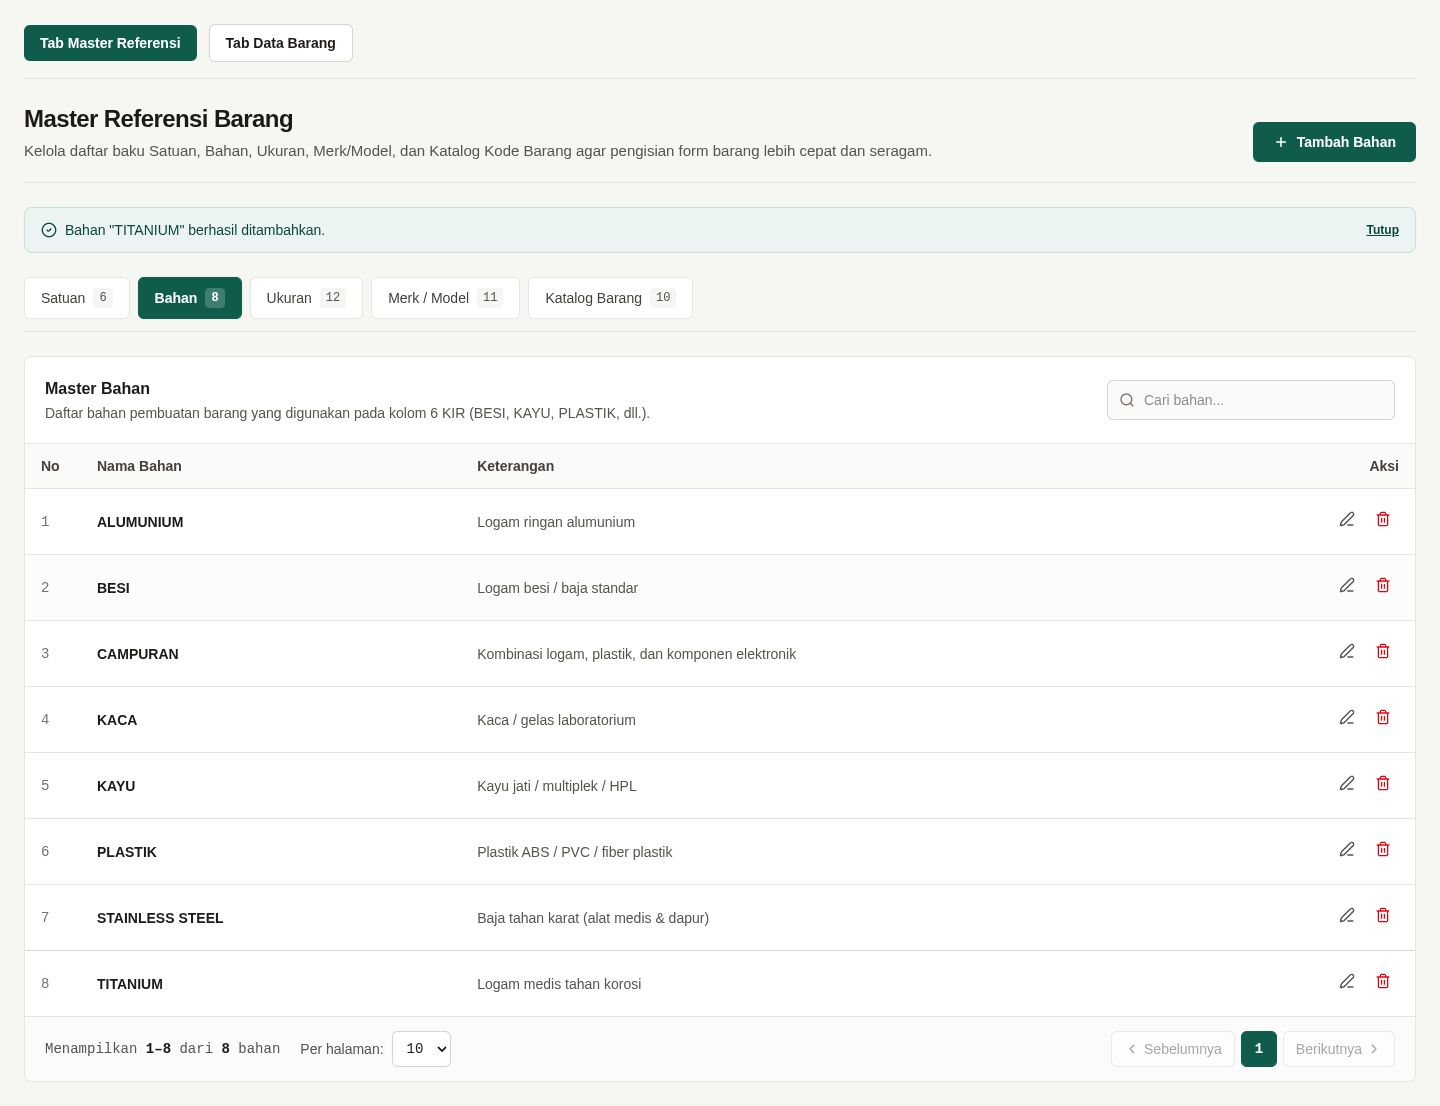 Tab Master Referensi Tab Data Barang
Master Referensi Barang
Kelola daftar baku Satuan, Bahan, Ukuran, Merk/Model, dan Katalog Kode Barang agar pengisian form barang lebih cepat dan seragam.
Tambah Bahan
Bahan "TITANIUM" berhasil ditambahkan. Tutup
Satuan 6 Bahan 8 Ukuran 12 Merk / Model 11 Katalog Barang 10
Master Bahan
Daftar bahan pembuatan barang yang digunakan pada kolom 6 KIR (BESI, KAYU, PLASTIK, dll.).
Cari bahan...
No Nama Bahan Keterangan Aksi
1 ALUMUNIUM Logam ringan alumunium
2 BESI Logam besi / baja standar
3 CAMPURAN Kombinasi logam, plastik, dan komponen elektronik
4 KACA Kaca / gelas laboratorium
5 KAYU Kayu jati / multiplek / HPL
6 PLASTIK Plastik ABS / PVC / fiber plastik
7 STAINLESS STEEL Baja tahan karat (alat medis & dapur)
8 TITANIUM Logam medis tahan korosi
Menampilkan 1–8 dari 8 bahan Per halaman: 10 Sebelumnya 1 Berikutnya